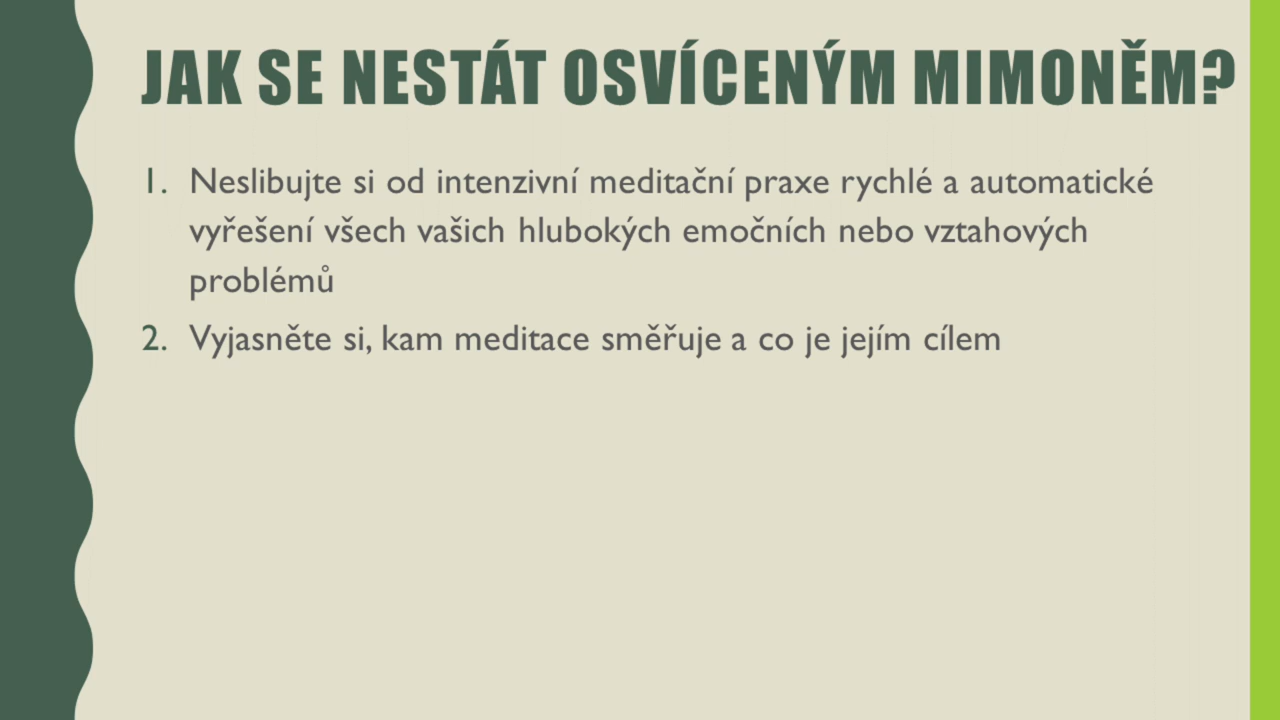 JAK SE NESTÁT OSVÍCENÝM MIMONĚM?
1. Neslibujte si od intenzivní meditační praxe rychlé a automatické
vyřešení všech vašich hlubokých emočních nebo vztahových
problémů
2. Vyjasněte si, kam meditace směřuje a co je jejím cílem